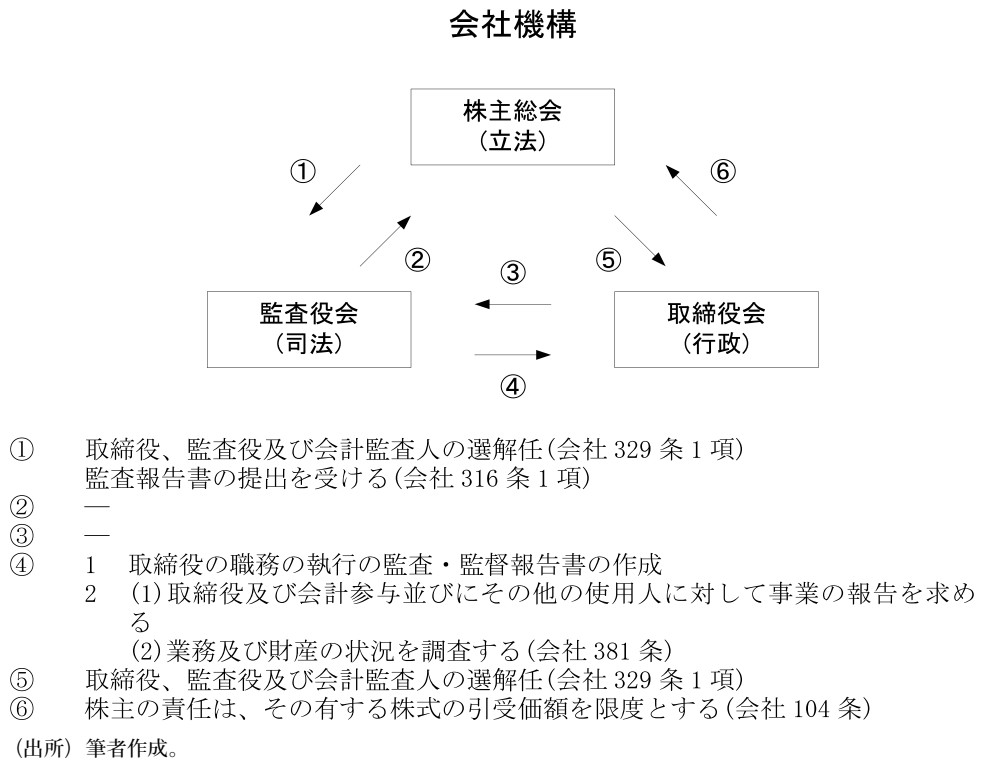 会社機構
株主総会
(立法)
①
⑥
②
③
⑤
監査役会
(司法)
取締役会
(行政)
④
① 取締役、監査役及び会計監査人の選解任(会社 329 条 1 項)
監査報告書の提出を受ける(会社 316 条 1 項)
② ―
③ ―
④ 1 取締役の職務の執行の監査・監督報告書の作成
2 (1)取締役及び会計参与並びにその他の使用人に対して事業の報告を求め
る
(2)業務及び財産の状況を調査する(会社 381 条)
⑤ 取締役、監査役及び会計監査人の選解任(会社 329 条 1 項)
⑥ 株主の責任は、その有する株式の引受価額を限度とする(会社 104 条)
(出所) 筆者作成。